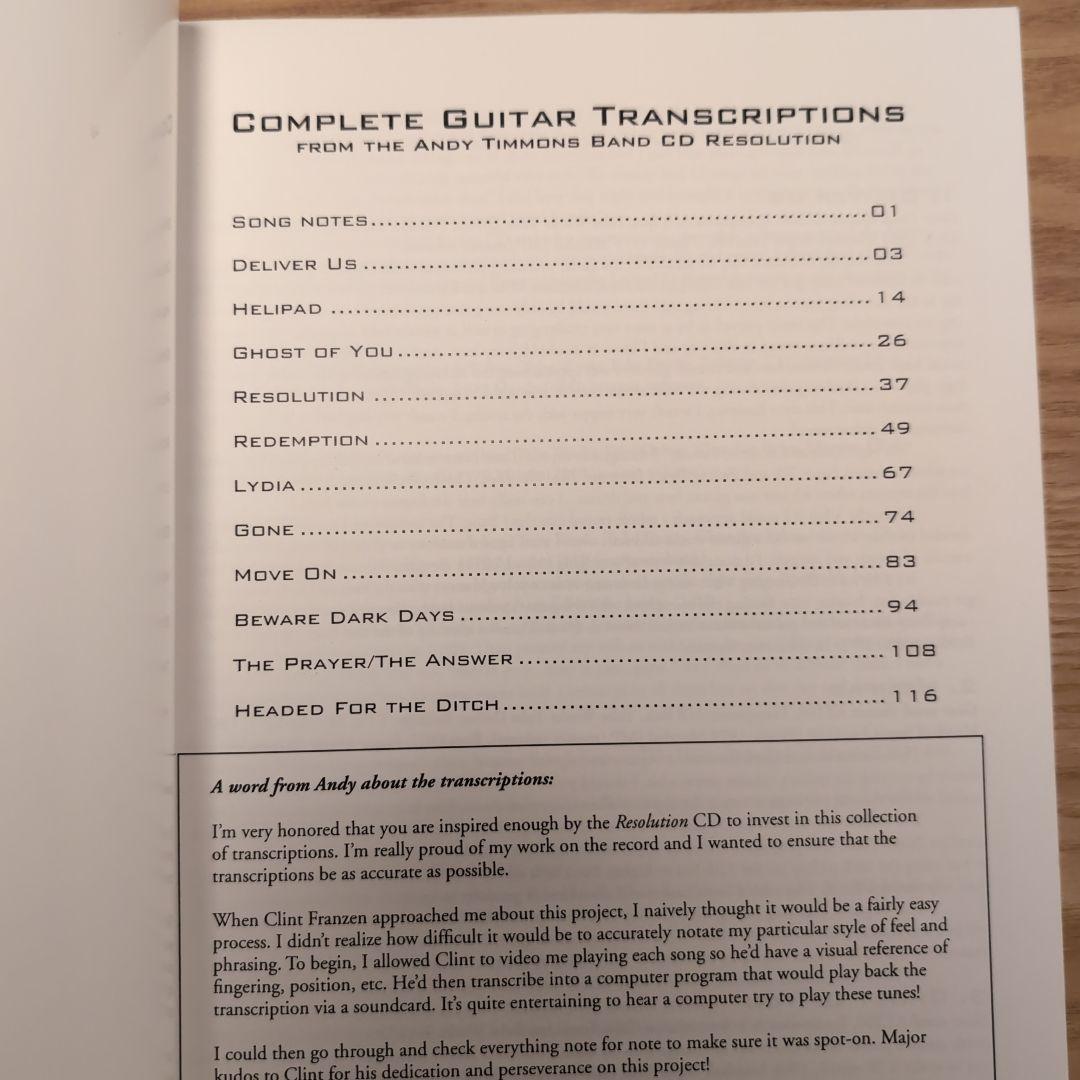 Complete Guitar Transcriptions
from the Andy Timmons Band CD Resolution
Song notes....................................................01
Deliver Us ....................................................03
Helipad ........................................................14
Ghost of You..................................................26
Resolution ....................................................37
Redemption ....................................................49
Lydia ............................................................67
Gone ............................................................74
Move On ........................................................83
Beware Dark Days ............................................94
The Prayer/The Answer ......................................108
Headed For the Ditch........................................116
A word from Andy about the transcriptions:
I'm very honored that you are inspired enough by the Resolution CD to invest in this collection
of transcriptions. I'm really proud of my work on the record and I wanted to ensure that the
transcriptions be as accurate as possible.
When Clint Franzen approached me about this project, I naively thought it would be a fairly easy
process. I didn't realize how difficult it would be to accurately notate my particular style of feel and
phrasing. To begin, I allowed Clint to video me playing each song so he'd have a visual reference of
fingering, position, etc. He'd then transcribe into a computer program that would play back the
transcription via a soundcard. It's quite entertaining to hear a computer try to play these tunes!
I could then go through and check everything note for note to make sure it was spot-on. Major
kudos to Clint for his dedication and perseverance on this project!